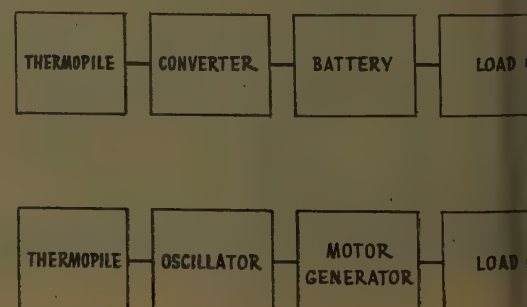 THERMOPILE
CONVERTER
BATTERY
LOAD
THERMOPILE
OSCILLATOR
MOTOR
GENERATOR
LOAD